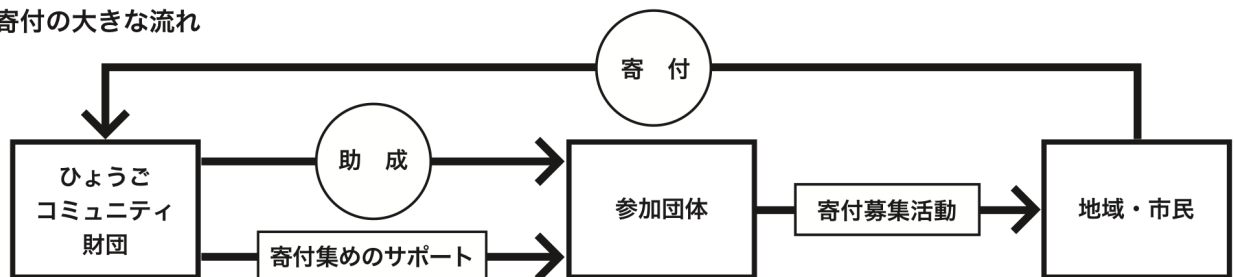 寄付の大きな流れ
寄　付
助　成
ひょうご
コミュニティ
財団
参加団体
寄付募集活動
地域・市民
寄付集めのサポート